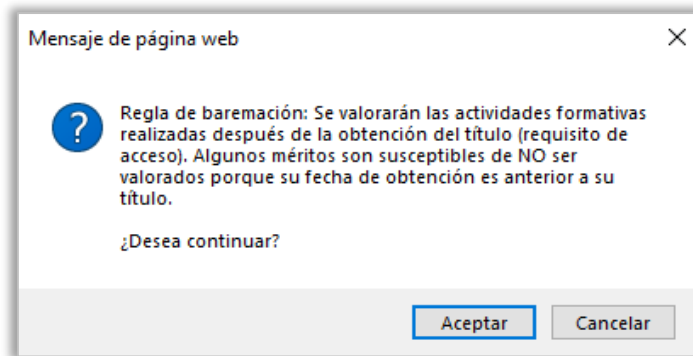 Mensaje de página web
Regla de baremación: Se valorarán las actividades formativas
realizadas después de la obtención del título (requisito de
acceso). Algunos méritos son susceptibles de NO ser
valorados porque su fecha de obtención es anterior a su
título.
¿Desea continuar?
Aceptar
Cancelar